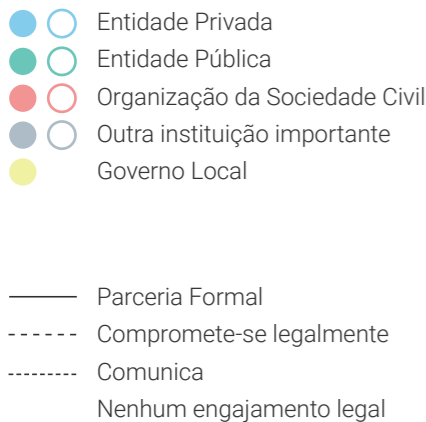 Entidade Privada
Entidade Pública
Organização da Sociedade Civil
Outra instituição importante
Governo Local
Parceria Formal
Compromete-se legalmente
Comunica
Nenhum engajamento legal